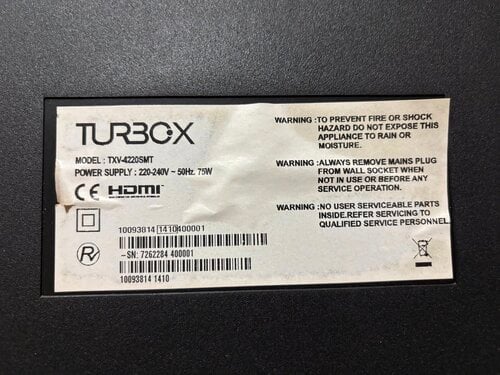 TURBOX
MODEL : TXV-4220SMT
POWER SUPPLY : 220-240V ~ 50Hz. 75W
CE HDMI
10093814 1410400001
-SN: 7262284 400001
10093814 1410
WARNING :TO PREVENT FIRE OR SHOCK
HAZARD DO NOT EXPOSE THIS
APPLIANCE TO RAIN OR
MOISTURE.
WARNING :ALWAYS REMOVE MAINS PLUG
FROM WALL SOCKET WHEN
NOT IN USE OR BEFORE ANY
SERVICE OPERATION.
WARNING :NO USER SERVICEABLE PARTS
INSIDE.REFER SERVICING TO
QUALIFIED SERVICE PERSONNEL